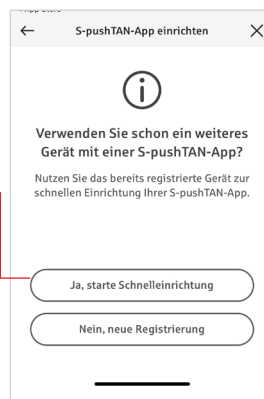 S-pushTAN-App einrichten
Verwenden Sie schon ein weiteres
Gerät mit einer S-pushTAN-App?
Nutzen Sie das bereits registrierte Gerät zur
schnellen Einrichtung Ihrer S-pushTAN-App.
Ja, starte Schnelleinrichtung
Nein, neue Registrierung